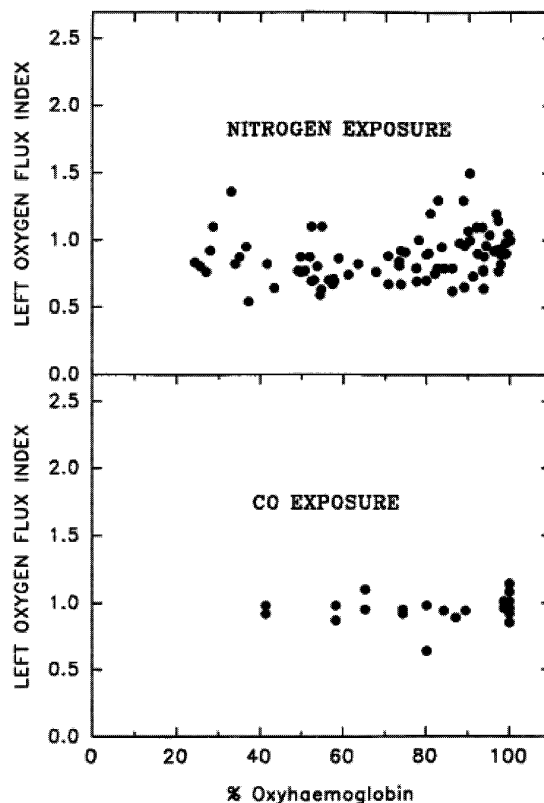 2.5
2.0
NITROGEN EXPOSURE
1.5
1.0
0.5
0.0
LEFT OXYGEN FLUX INDEX
2.5
2.0
CO EXPOSURE
1.5
1.0
0.5
0.0
LEFT OXYGEN FLUX INDEX
0 20 40 60 80 100
% Oxyhaemoglobin